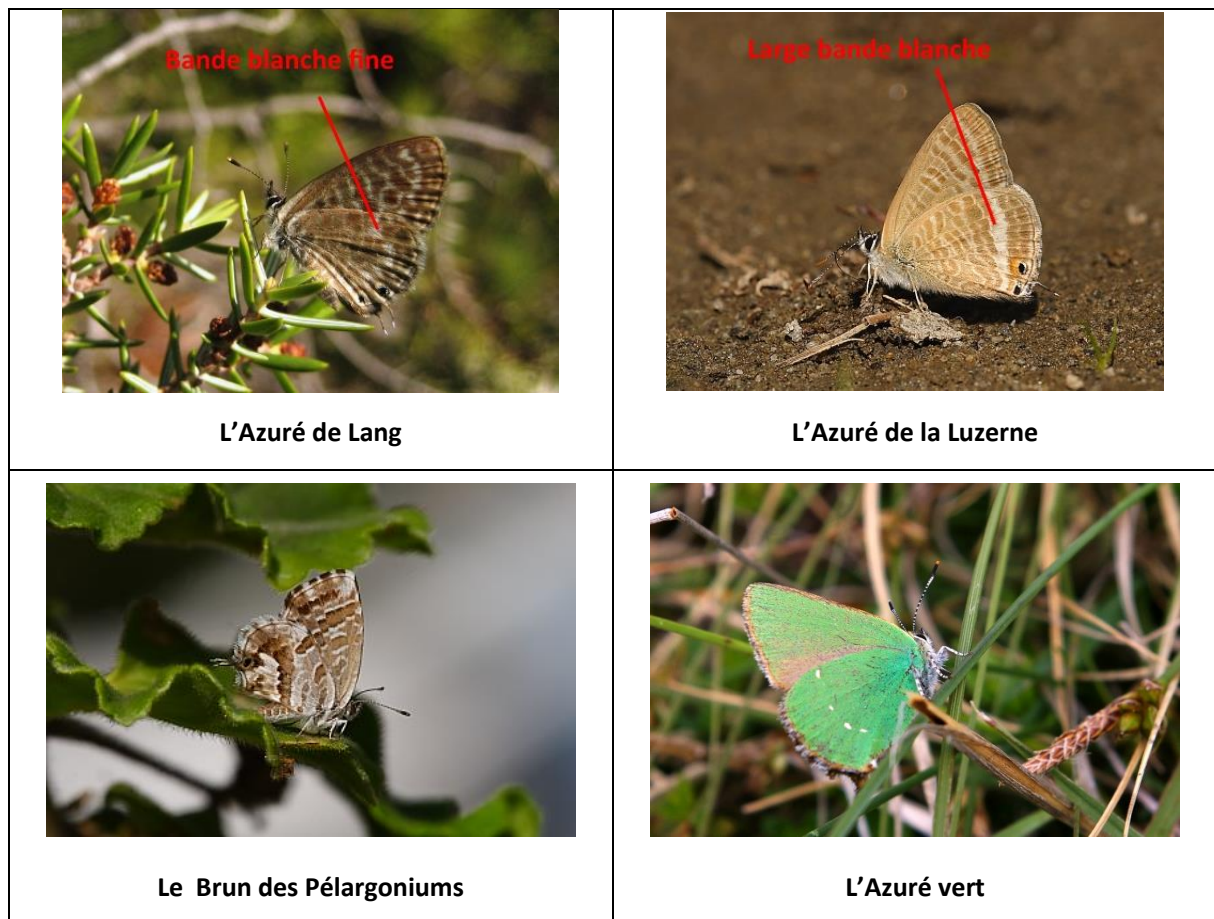 Bande blanche fine
Large bande blanche
L'Azuré de Lang
L'Azuré de la Luzerne
Le  Brun des Pélargoniums
L'Azuré vert